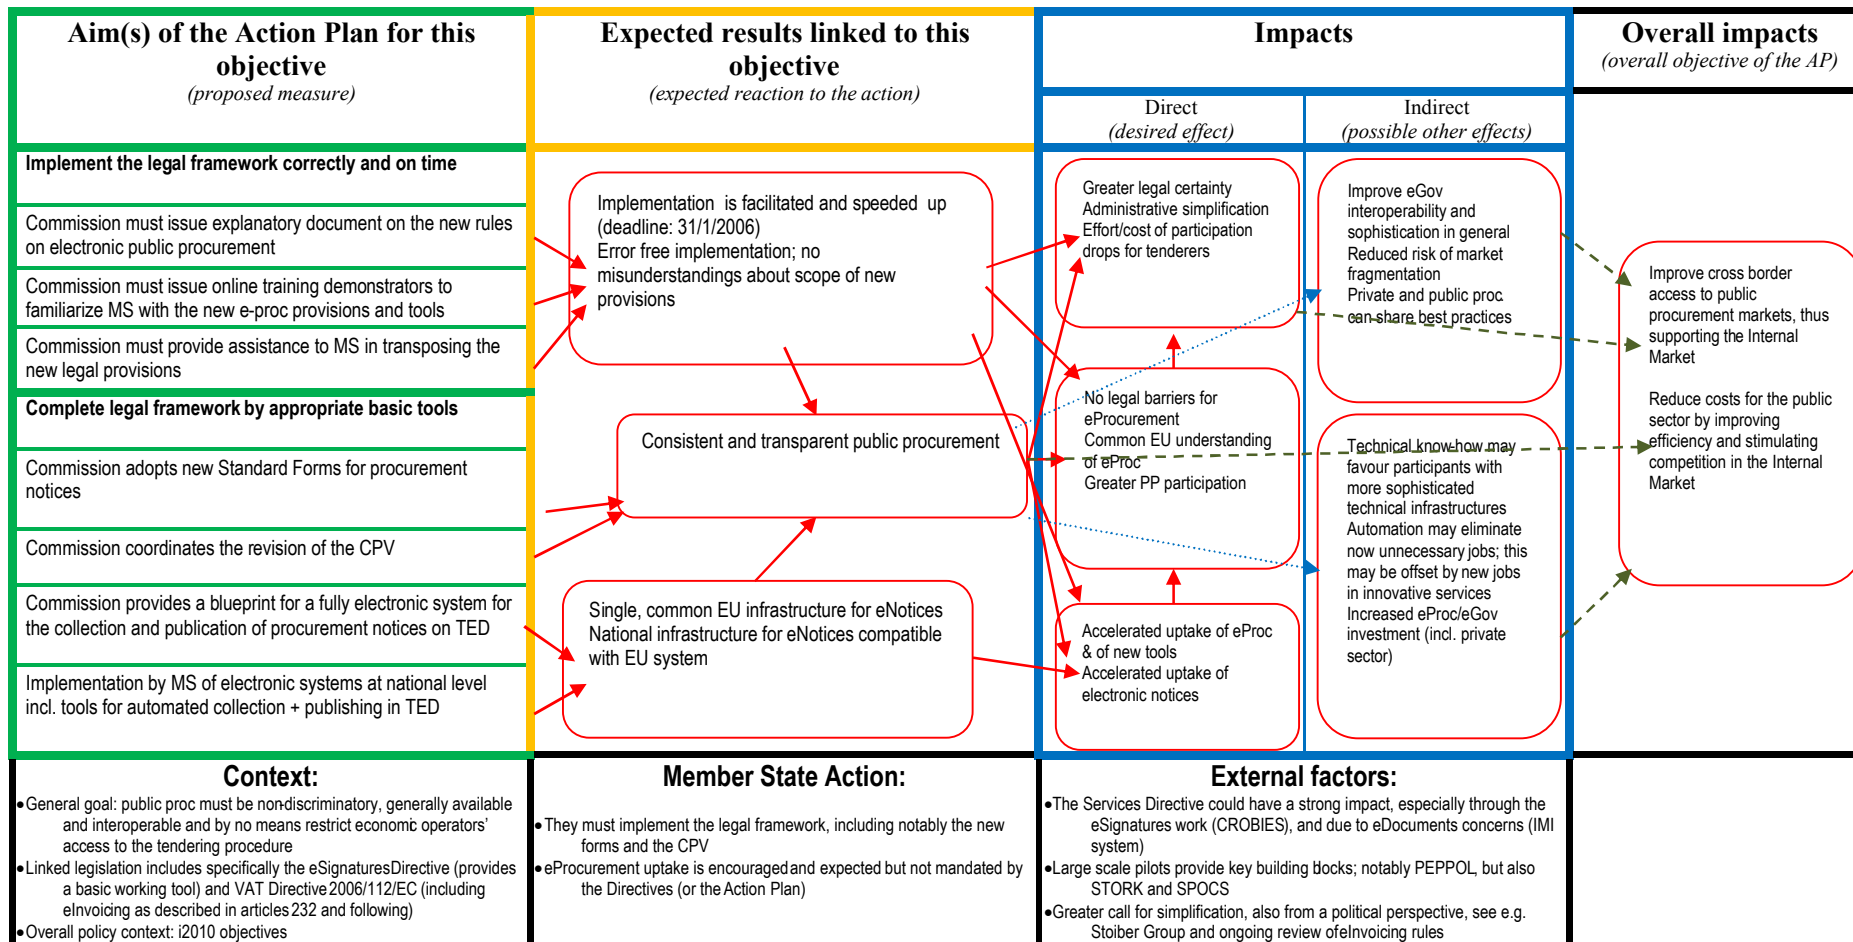 Aim(s) of the Action Plan for this
objective
(proposed measure)
Expected results linked to this
objective
(expected reaction to the action)
Impacts
Overall impacts
(overall objective of the AP)
Direct
(desired effect)
Indirect
(possible other effects)
Implement the legal framework correctly and on time
Commission must issue explanatory document on the new rules
on electronic public procurement
Commission must issue online training demonstrators to
familiarize MS with the new e-proc provisions and tools
Commission must provide assistance to MS in transposing the
new legal provisions
Complete legal framework by appropriate basic tools
Commission adopts new Standard Forms for procurement
notices
Commission coordinates the revision of the CPV
Commission provides a blueprint for a fully electronic system for
the collection and publication of procurement notices on TED
Implementation by MS of electronic systems at national level
incl. tools for automated collection + publishing in TED
Implementation is facilitated and speeded up
(deadline: 31/1/2006)
Error free implementation; no
misunderstandings about scope of new
provisions
Consistent and transparent public procurement
Single, common EU infrastructure for eNotices
National infrastructure for eNotices compatible
with EU system
Greater legal certainty
Administrative simplification
Effort/cost of participation
drops for tenderers
No legal barriers for
eProcurement
Common EU understanding
of eProc
Greater PP participation
Accelerated uptake of eProc
& of new tools
Accelerated uptake of
electronic notices
Improve eGov
interoperability and
sophistication in general
Reduced risk of market
fragmentation
Private and public proc.
can share best practices
Technical know-how may
favour participants with
more sophisticated
technical infrastructures
Automation may eliminate
now unnecessary jobs; this
may be offset by new jobs
in innovative services
Increased eProc/eGov
investment (incl. private
sector)
Improve cross border
access to public
procurement markets, thus
supporting the Internal
Market
Reduce costs for the public
sector by improving
efficiency and stimulating
competition in the Internal
Market
Context:
•General goal: public proc must be non-discriminatory, generally available
and interoperable and by no means restrict economic operators'
access to the tendering procedure
•Linked legislation includes specifically the eSignaturesDirective (provides
a basic working tool) and VAT Directive 2006/112/EC (including
eInvoicing as described in articles 232 and following)
•Overall policy context: i2010 objectives
Member State Action:
•They must implement the legal framework, including notably the new
forms and the CPV
•eProcurement uptake is encouraged and expected but not mandated by
the Directives (or the Action Plan)
External factors:
•The Services Directive could have a strong impact, especially through the
eSignatures work (CROBIES), and due to eDocuments concerns (IMI
system)
•Large scale pilots provide key building blocks; notably PEPPOL, but also
STORK and SPOCS
•Greater call for simplification, also from a political perspective, see e.g.
Stoiber Group and ongoing review of eInvoicing rules